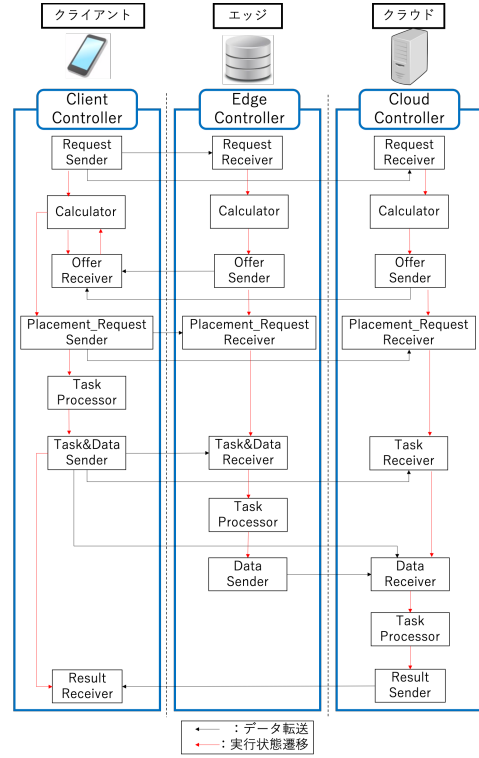 クライアント
エッジ
クラウド
Client
Controller
Edge
Controller
Cloud
Controller
Request
Sender
Request
Receiver
Request
Receiver
Calculator
Calculator
Calculator
Offer
Receiver
Offer
Sender
Offer
Sender
Placement_Request
Sender
Placement_Request
Receiver
Placement_Request
Receiver
Task
Processor
Task&Data
Sender
Task&Data
Receiver
Task
Receiver
Task
Processor
Data
Sender
Data
Receiver
Task
Processor
Result
Receiver
Result
Sender
：データ転送
：実行状態遷移